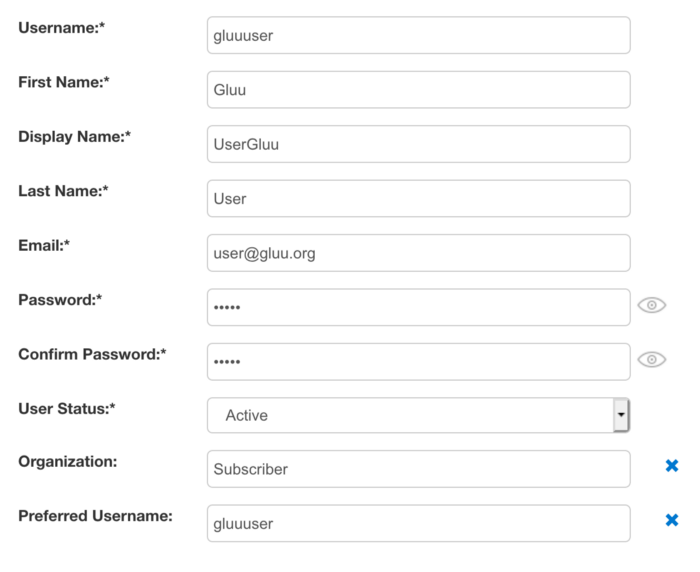 Username:* gluuuser
First Name:* Gluu
Display Name:* UserGluu
Last Name:* User
Email:* user@gluu.org
Password:* •••••
Confirm Password:* •••••
User Status:* Active
Organization: Subscriber
Preferred Username: gluuuser